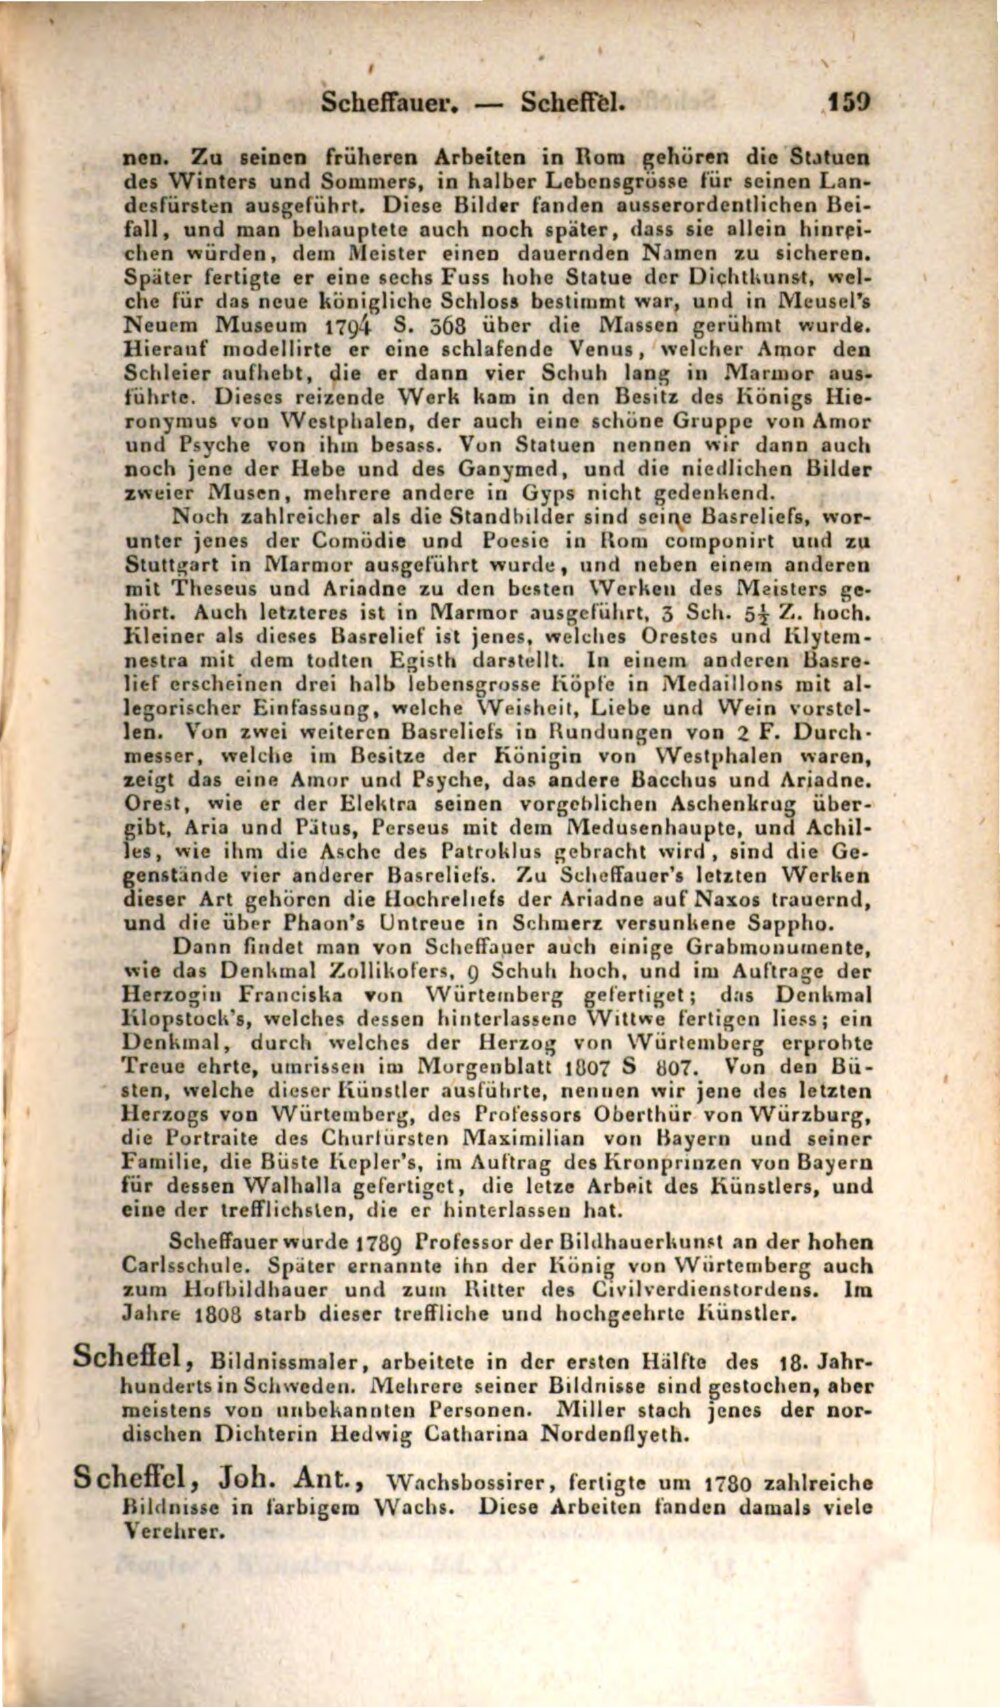 Scheffauer. — Scheffel. 159
nen. Zu seinen früheren Arbeiten in Rom gehören die Statuen
des Winters und Sommers, in halber Lebensgrösse für seinen Lan-
desfürsten ausgeführt. Diese Bilder fanden ausserordentlichen Bei-
fall, und man behauptete auch noch später, dass sie allein hinrei-
chen würden, dem Meister einen dauernden Namen zu sicheren.
Später fertigte er eine sechs Fuss hohe Statue der Dichtkunst, wel-
che für das neue königliche Schloss bestimmt war, und in Meusel's
Neuem Museum 1794 S. 368 über die Massen gerühmt wurde.
Hierauf modellirte er eine schlafende Venus, welcher Amor den
Schleier aufhebt, die er dann vier Schuh lang in Marmor aus-
führte. Dieses reizende Werk kam in den Besitz des Königs Hie-
ronymus von Westphalen, der auch eine schöne Gruppe von Amor
und Psyche von ihm besass. Von Statuen nennen wir dann auch
noch jene der Hebe und des Ganymed, und die niedlichen Bilder
zweier Musen, mehrere andere in Gyps nicht gedenkend.
Noch zahlreicher als die Standbilder sind seine Basreliefs, wor-
unter jenes der Comödie und Poesie in Rom componirt und zu
Stuttgart in Marmor ausgeführt wurde, und neben einem anderen
mit Theseus und Ariadne zu den besten Werken des Meisters ge-
hört. Auch letzteres ist in Marmor ausgeführt, 3 Sch. 5½ Z. hoch.
Kleiner als dieses Basrelief ist jenes, welches Orestes und Klytem-
nestra mit dem todten Egisth darstellt. In einem anderen Basre-
lief erscheinen drei halb lebensgrosse Köpfe in Medaillons mit al-
legorischer Einfassung, welche Weisheit, Liebe und Wein vorstel-
len. Von zwei weiteren Basreliefs in Rundungen von 2 F. Durch-
messer, welche im Besitze der Königin von Westphalen waren,
zeigt das eine Amor und Psyche, das andere Bacchus und Ariadne.
Orest, wie er der Elektra seinen vorgeblichen Aschenkrug über-
gibt, Aria und Pätus, Perseus mit dem Medusenhaupte, und Achil-
les, wie ihm die Asche des Patroklus gebracht wird, sind die Ge-
genstände vier anderer Basreliefs. Zu Scheffauer's letzten Werken
dieser Art gehören die Hochreliefs der Ariadne auf Naxos trauernd,
und die über Phaon's Untreue in Schmerz versunkene Sappho.
Dann findet man von Scheffauer auch einige Grabmonumente,
wie das Denkmal Zollikofers, 9 Schuh hoch, und im Auftrage der
Herzogin Franciska von Würtemberg gefertiget; das Denkmal
Klopstock's, welches dessen hinterlassene Wittwe fertigen liess; ein
Denkmal, durch welches der Herzog von Würtemberg erprobte
Treue ehrte, umrissen im Morgenblatt 1807 S 807. Von den Bü-
sten, welche dieser Künstler ausführte, nennen wir jene des letzten
Herzogs von Würtemberg, des Professors Oberthür von Würzburg,
die Portraite des Churfürsten Maximilian von Bayern und seiner
Familie, die Büste Kepler's, im Auftrag des Kronprinzen von Bayern
für dessen Walhalla gefertiget, die letze Arbeit des Künstlers, und
eine der trefflichsten, die er hinterlassen hat.
Scheffauer wurde 1789 Professor der Bildhauerkunst an der hohen
Carlsschule. Später ernannte ihn der König von Würtemberg auch
zum Hofbildhauer und zum Ritter des Civilverdienstordens. Im
Jahre 1808 starb dieser treffliche und hochgeehrte Künstler.
Scheffel, Bildnissmaler, arbeitete in der ersten Hälfte des 18. Jahr-
hunderts in Schweden. Mehrere seiner Bildnisse sind gestochen, aber
meistens von unbekannten Personen. Miller stach jenes der nor-
dischen Dichterin Hedwig Catharina Nordenflyeth.
Scheffel, Joh. Ant., Wachsbossirer, fertigte um 1780 zahlreiche
Bildnisse in farbigem Wachs. Diese Arbeiten fanden damals viele
Verehrer.